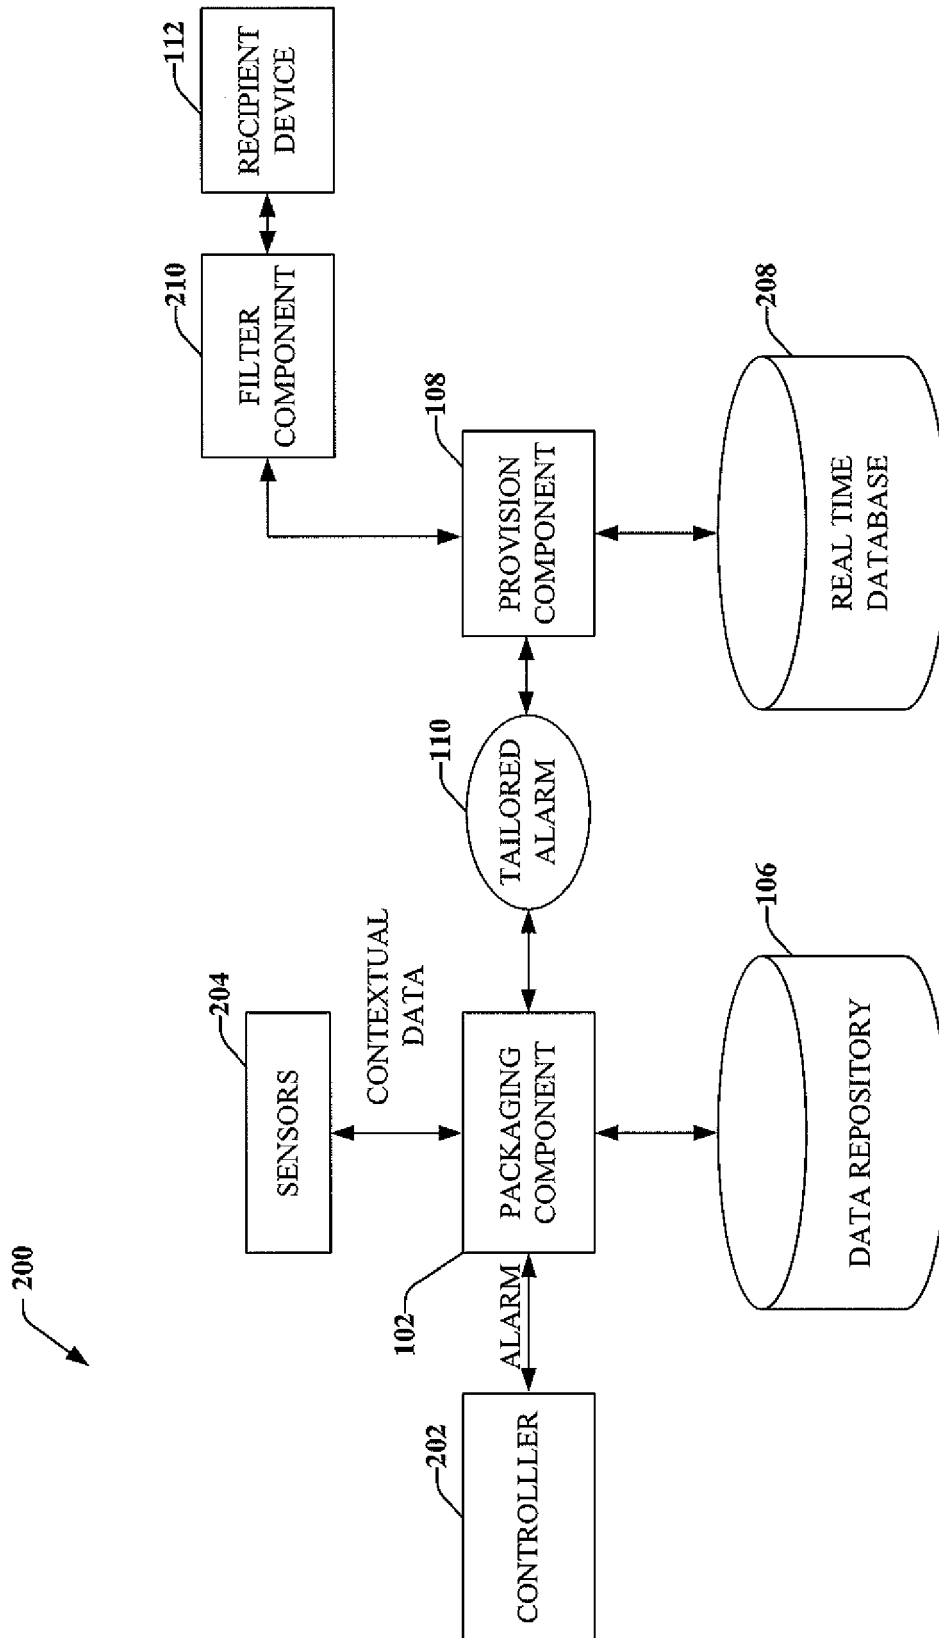 200
112
RECIPIENT
DEVICE
210
FILTER
COMPONENT
204
SENSORS
CONTEXTUAL
DATA
108
PROVISION
COMPONENT
110
TAILORED
ALARM
102
PACKAGING
COMPONENT
ALARM
202
CONTROLLLER
208
REAL TIME
DATABASE
106
DATA REPOSITORY